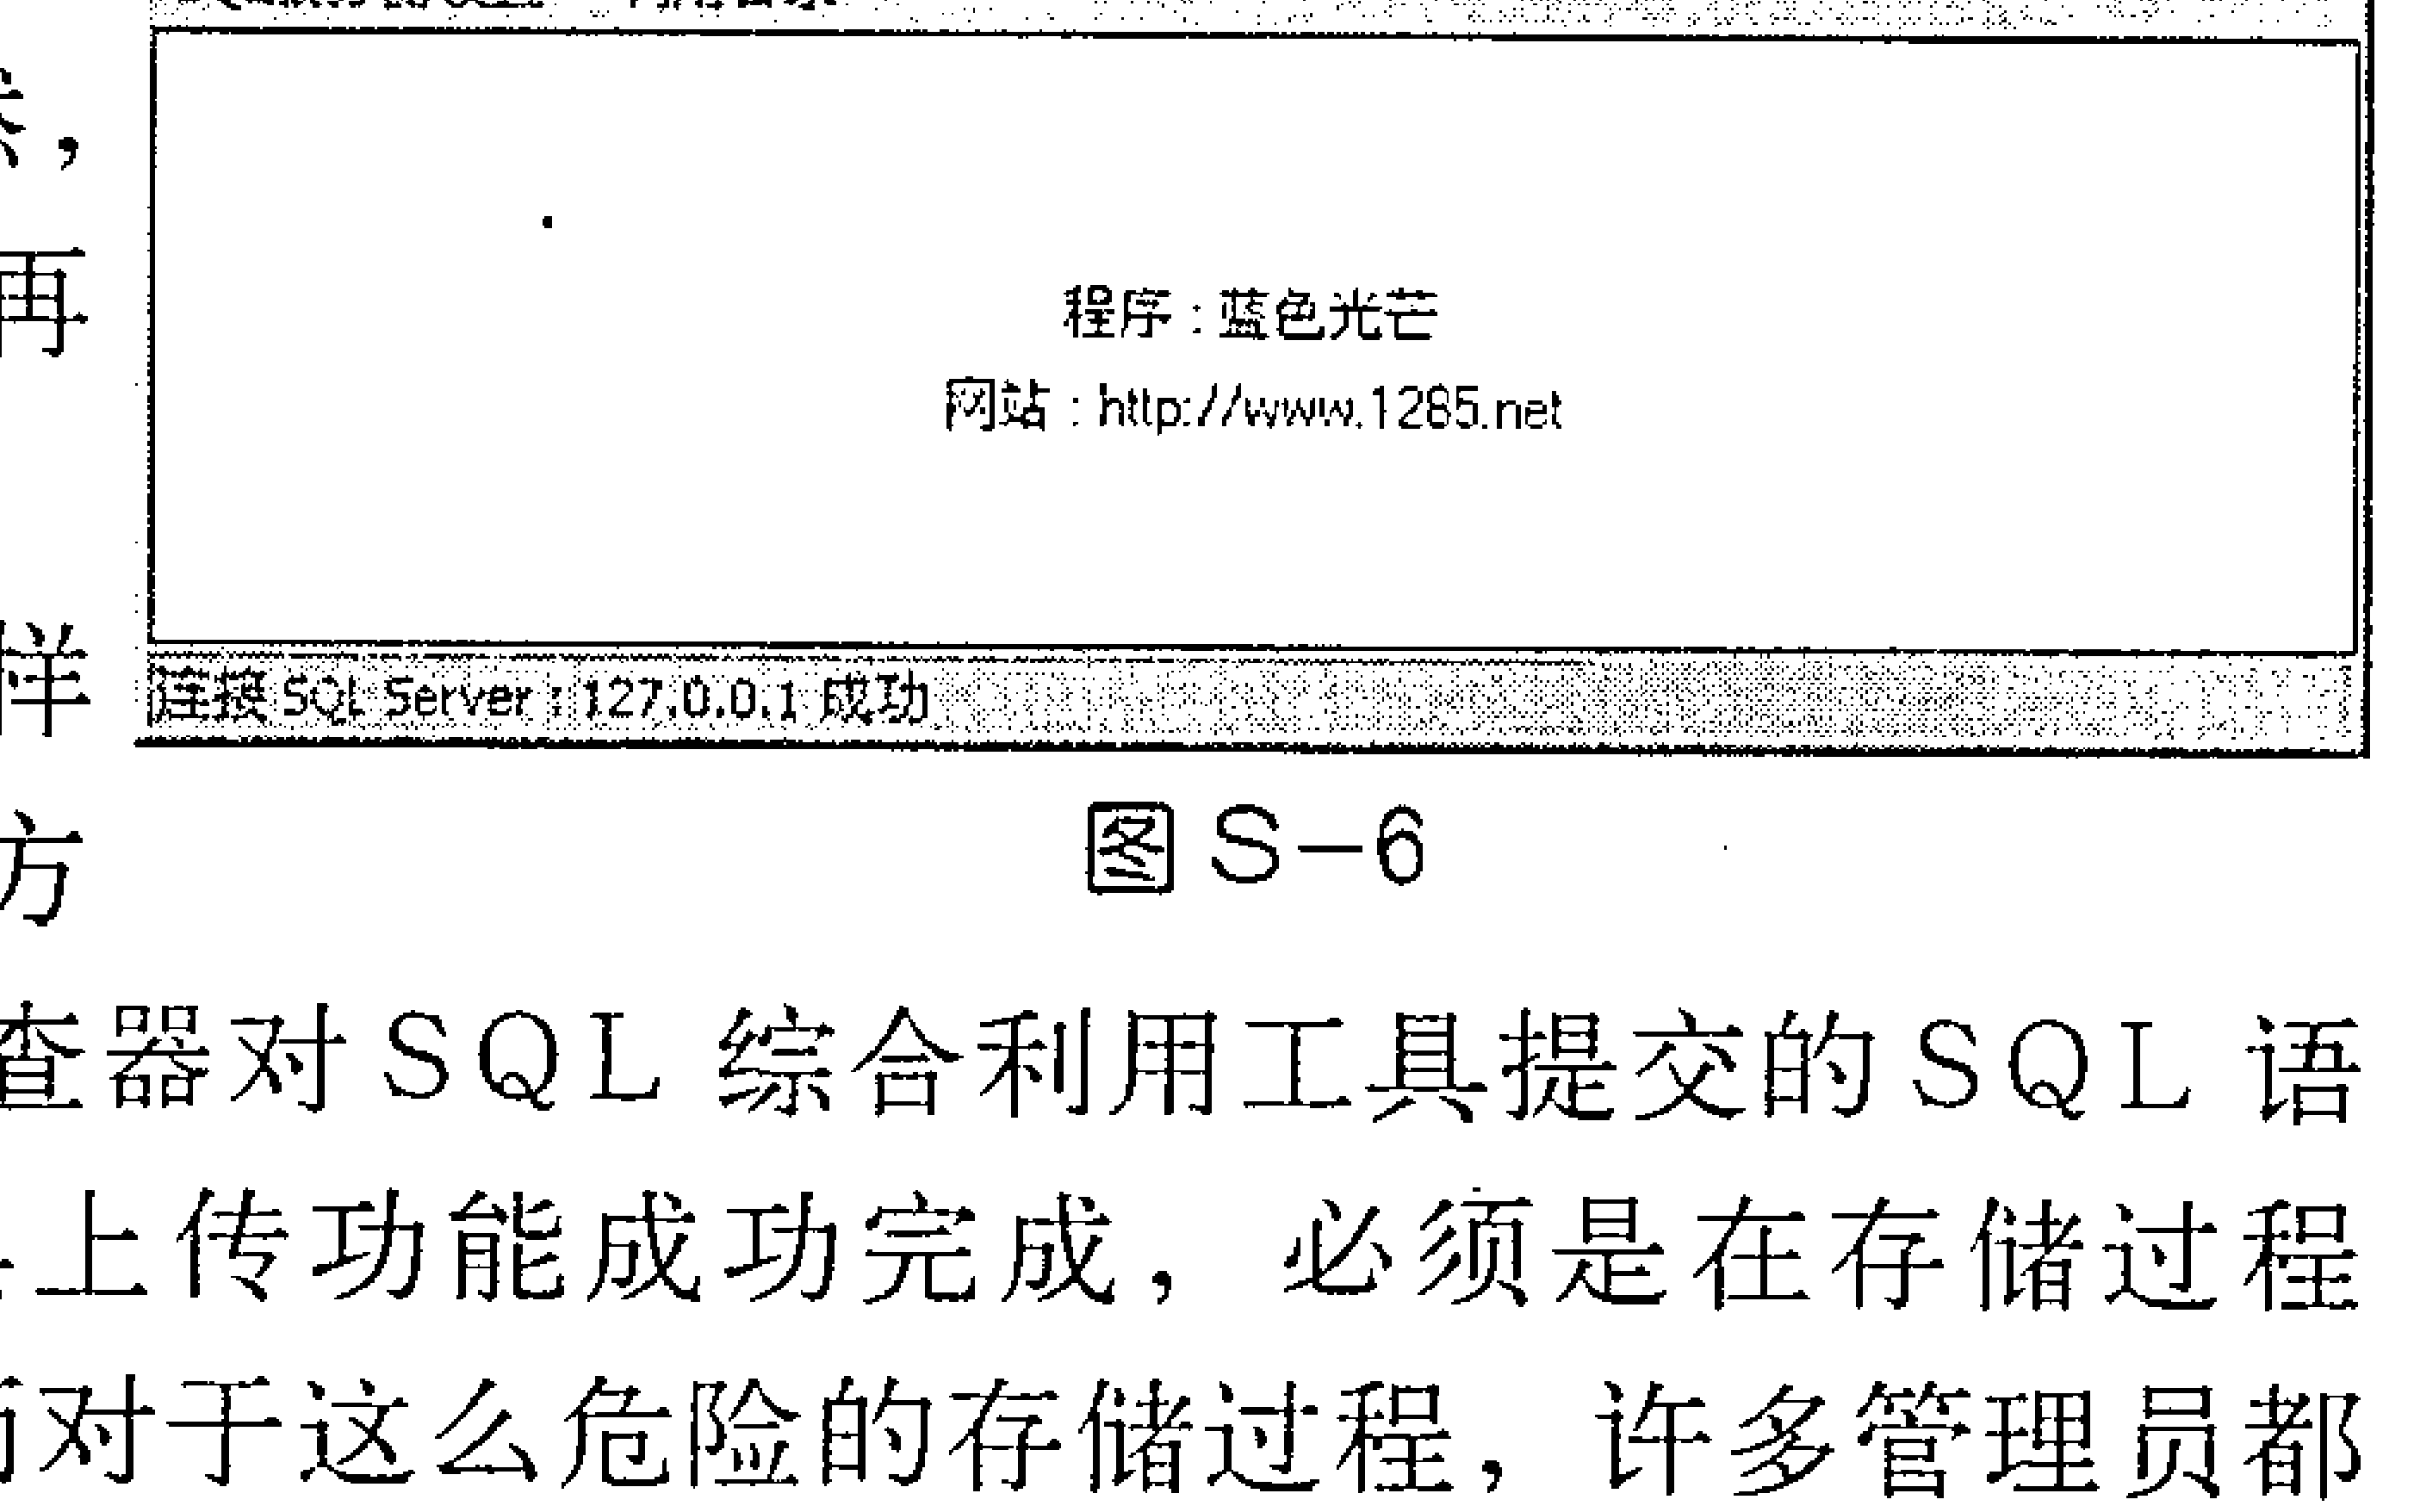 ，
再
程序：蓝色光芒
网站：http://www.1285.net
样
连接 SQL Server：127.0.0.1 成功
方
图 S-6
查器对 SQL 综合利用工具提交的 SQL 语
上传功能成功完成，必须是在存储过程
对于这么危险的存储过程，许多管理员都